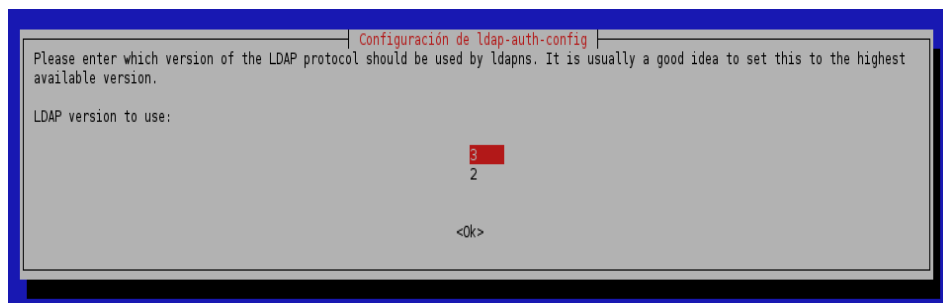 Configuración de ldap-auth-config
Please enter which version of the LDAP protocol should be used by ldapns. It is usually a good idea to set this to the highest
available version.
LDAP version to use:
3
2
<Ok>